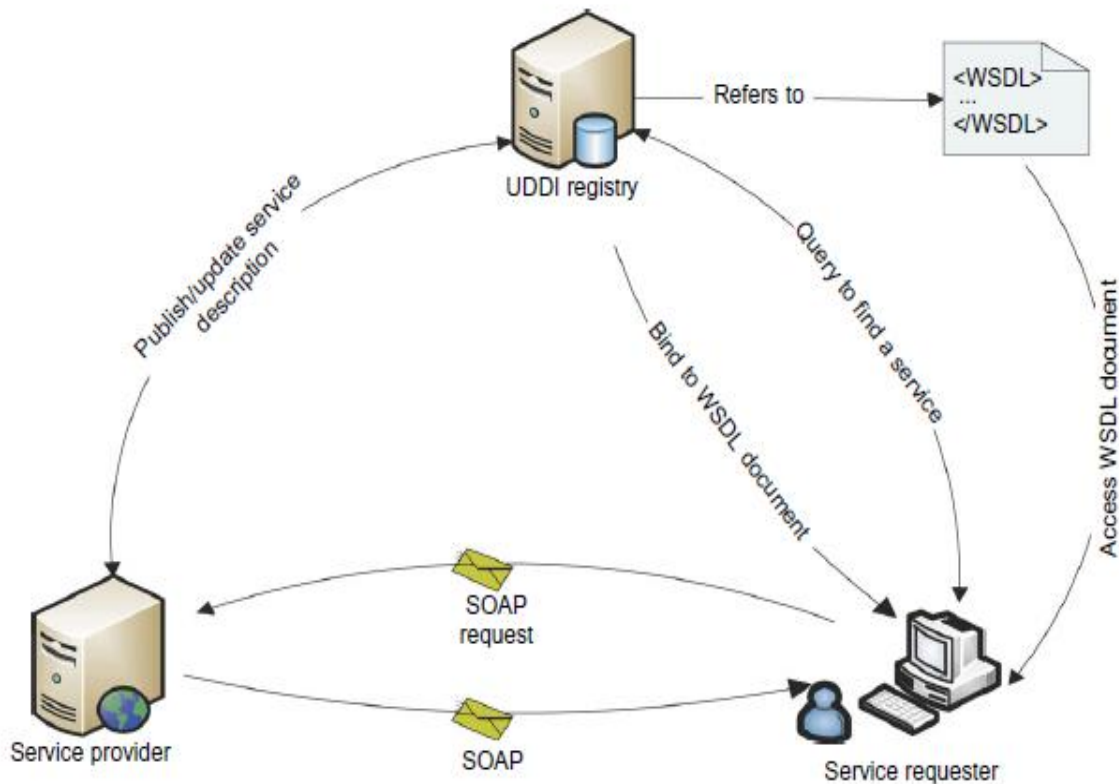 <WSDL>
...
</WSDL>
Refers to
UDDI registry
Publish/update service
description
Query to find a service
Bind to WSDL document
Access WSDL document
SOAP
request
SOAP
Service provider
Service requester